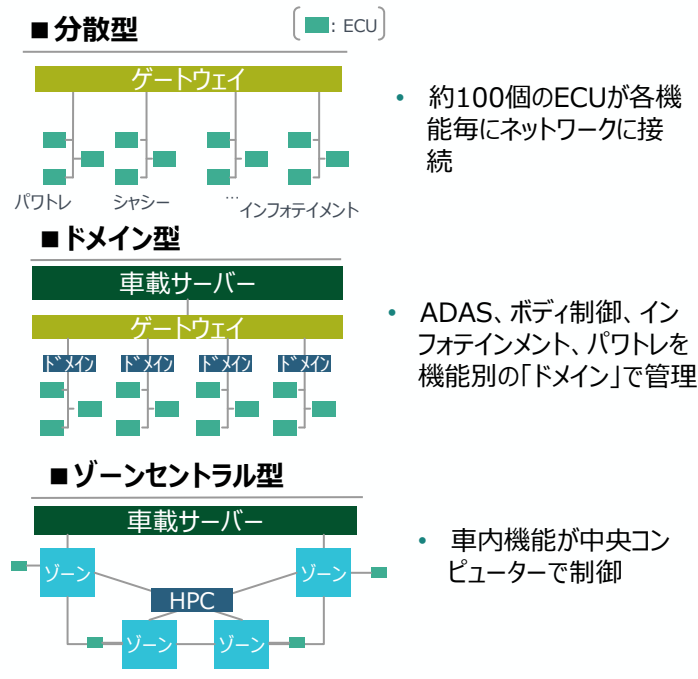 ■分散型
: ECU
ゲートウェイ
パワトレ
シャシー
…
インフォテイメント
• 約100個のECUが各機
能毎にネットワークに接
続
■ドメイン型
車載サーバー
ゲートウェイ
ドメイン ドメイン ドメイン ドメイン
• ADAS、ボディ制御、イン
フォテインメント、パワトレを
機能別の「ドメイン」で管理
■ゾーンセントラル型
車載サーバー
ゾーン ゾーン
HPC
ゾーン ゾーン
• 車内機能が中央コン
ピューターで制御